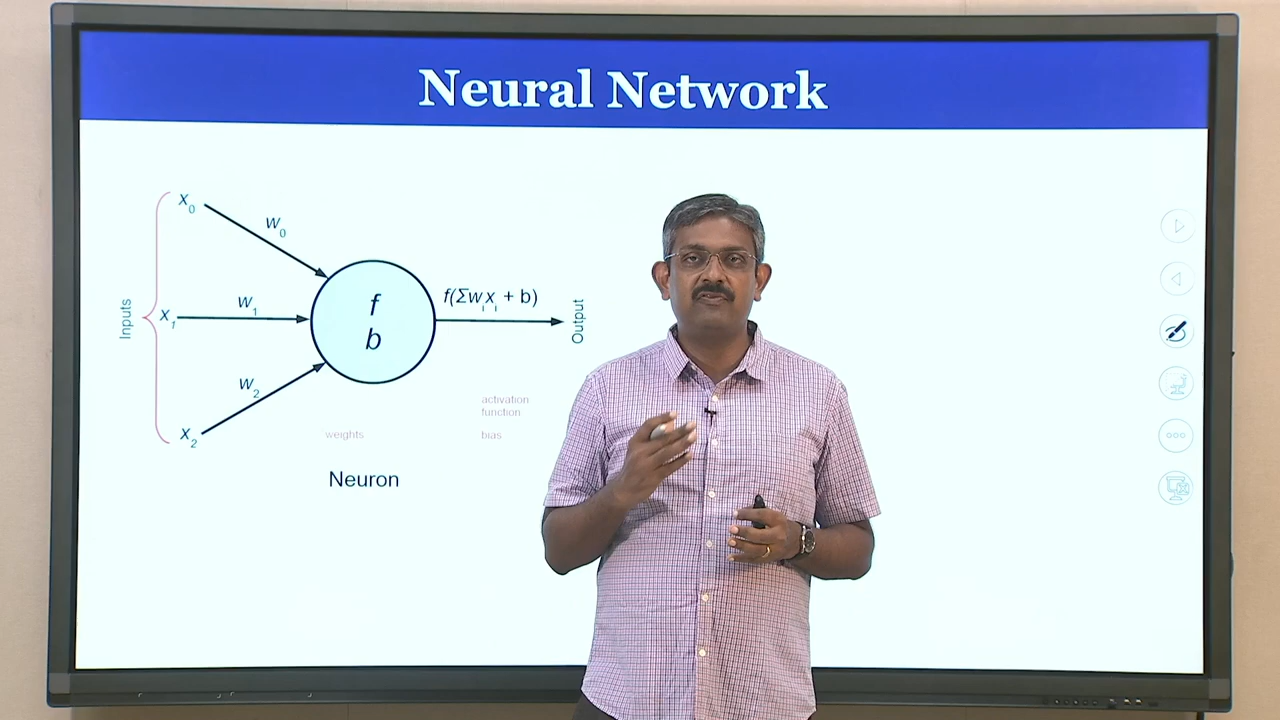 Neural Network
x0
w0
Inputs
x1
w1
f
b
f(Σwixi + b)
Output
w2
x2
activation
function
weights
bias
Neuron